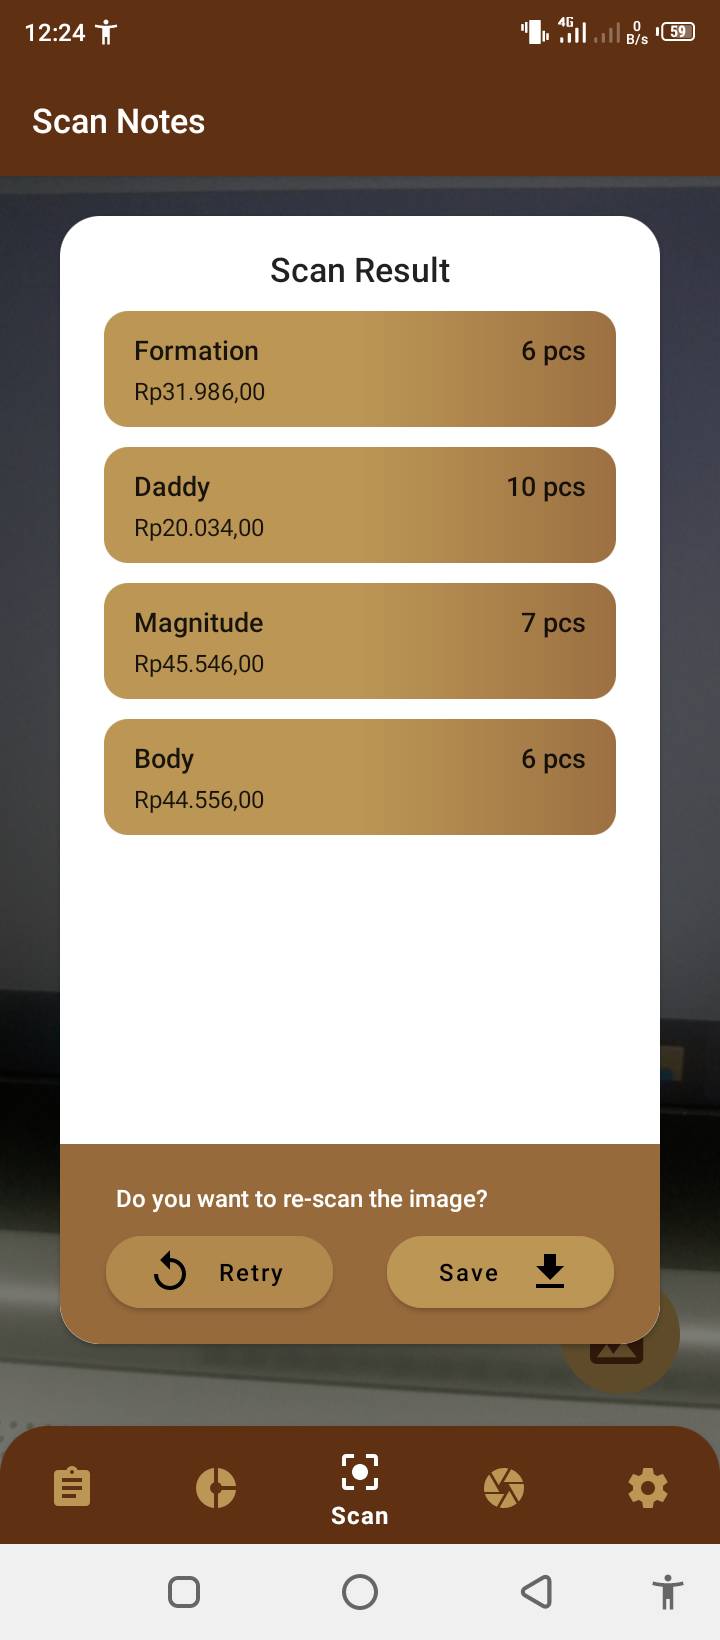 12:24
4G
0
B/s
59
Scan Notes
Scan Result
Formation 6 pcs
Rp31.986,00
Daddy 10 pcs
Rp20.034,00
Magnitude 7 pcs
Rp45.546,00
Body 6 pcs
Rp44.556,00
Do you want to re-scan the image?
Retry Save
Scan